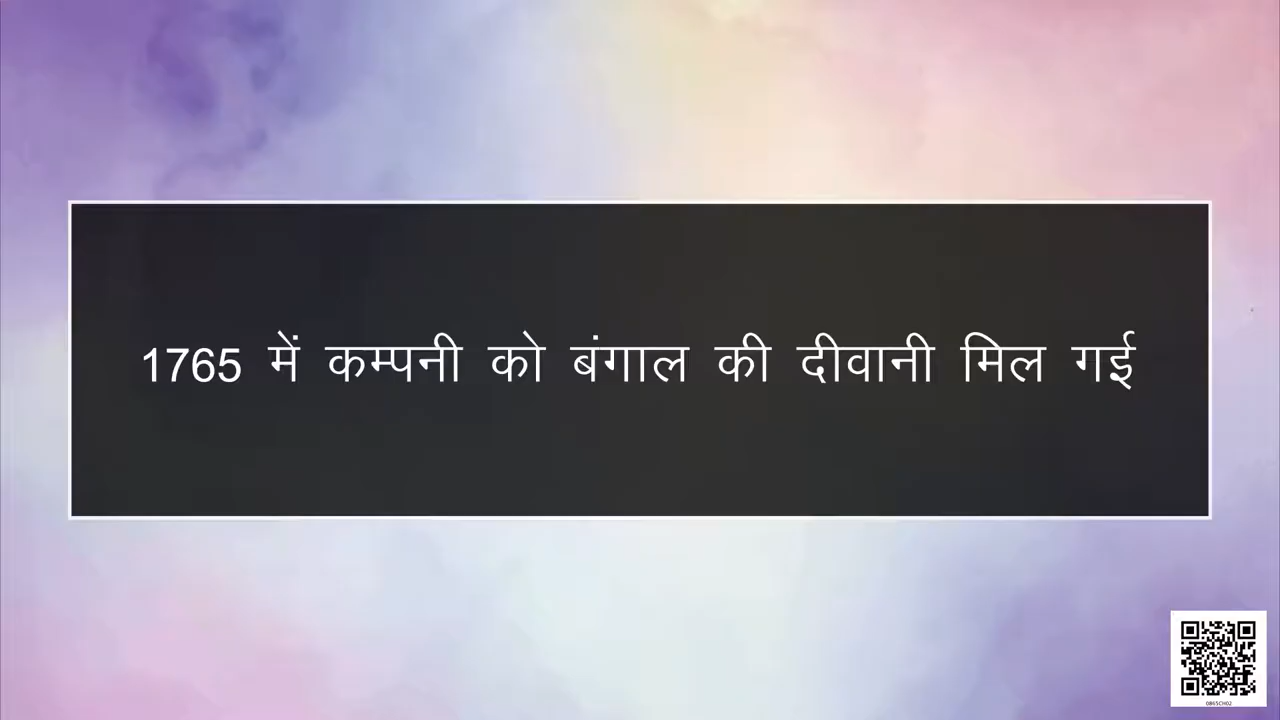 1765 में कम्पनी को बंगाल की दीवानी मिल गई